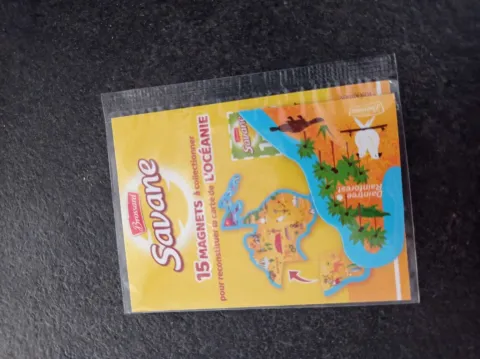 Brossard
Savane
15 MAGNETS à collectionner
pour reconstituer la carte de L'OCÉANIE
Savane
Daintree
Rainforest